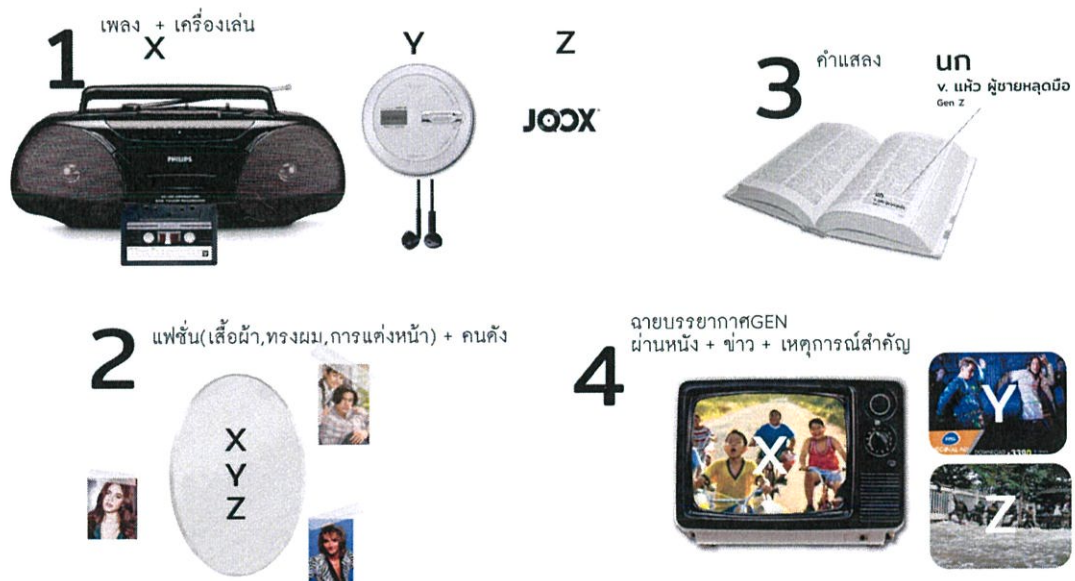 1
เพลง + เครื่องเล่น
X
Y
Z
PHILIPS
JOOX
3
คำแสลง
นก
v. แห้ว ผู้ชายหลุดมือ
Gen Z
นก
2
แฟชั่น(เสื้อผ้า,ทรงผม,การแต่งหน้า) + คนดัง
X
Y
Z
4
ฉายบรรยากาศGEN
ผ่านหนัง + ข่าว + เหตุการณ์สำคัญ
X
Y
Z